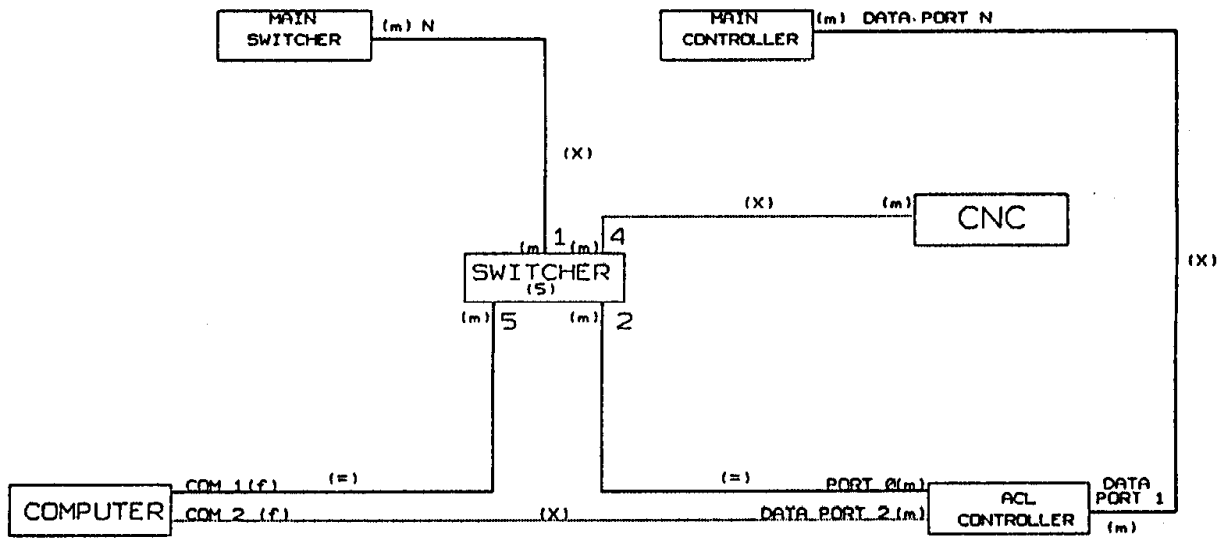 MAIN
SWITCHER
(m) N
MAIN
CONTROLLER
(m) DATA PORT N
(X)
(X)
(m)
CNC
(X)
(m) 1 (m) 4
SWITCHER
(5)
(m) 5
(m) 2
COMPUTER
COM 1 (f)
(=)
(=)
PORT 0(m)
COM 2 (f)
(X)
DATA PORT 2(m)
ACL
CONTROLLER
DATA
PORT 1
(m)